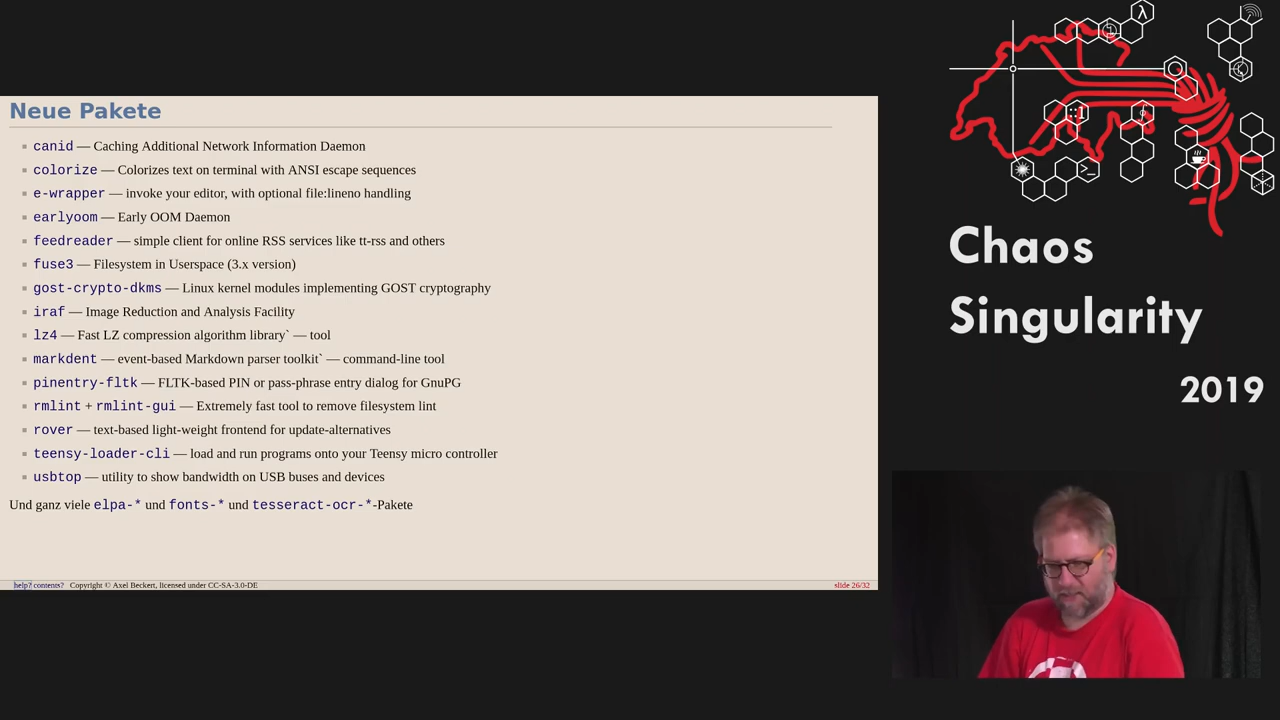 Neue Pakete
canid — Caching Additional Network Information Daemon
colorize — Colorizes text on terminal with ANSI escape sequences
e-wrapper — invoke your editor, with optional file:lineno handling
earlyoom — Early OOM Daemon
feedreader — simple client for online RSS services like tt-rss and others
fuse3 — Filesystem in Userspace (3.x version)
gost-crypto-dkms — Linux kernel modules implementing GOST cryptography
iraf — Image Reduction and Analysis Facility
lz4 — Fast LZ compression algorithm library` — tool
markdent — event-based Markdown parser toolkit` — command-line tool
pinentry-fltk — FLTK-based PIN or pass-phrase entry dialog for GnuPG
rmlint + rmlint-gui — Extremely fast tool to remove filesystem lint
rover — text-based light-weight frontend for update-alternatives
teensy-loader-cli — load and run programs onto your Teensy micro controller
usbtop — utility to show bandwidth on USB buses and devices
Und ganz viele elpa-* und fonts-* und tesseract-ocr-*-Pakete
help? contents? Copyright © Axel Beckert, licensed under CC-SA-3.0-DE
slide 26/32
λ
>_
Chaos
Singularity
2019